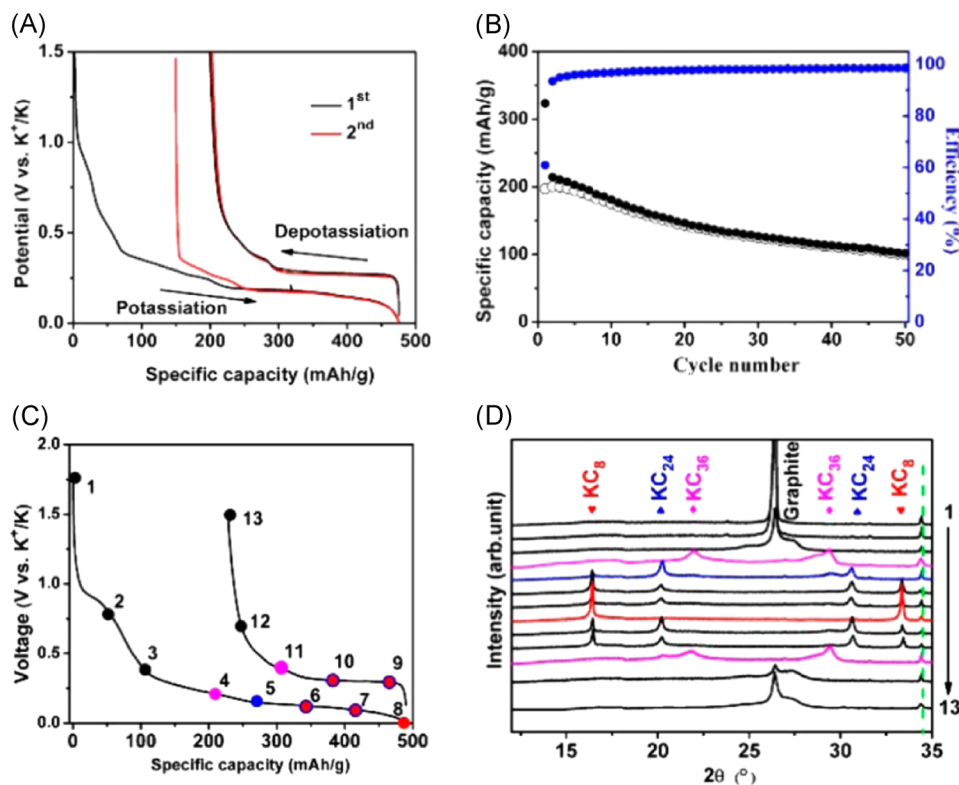 (A)
1.5
1.0
0.5
0.0
Potential (V vs. K⁺/K)
1st
2nd
Depotassiation
Potassiation
0 100 200 300 400 500
Specific capacity (mAh/g)
(B)
400
300
200
100
0
Specific capacity (mAh/g)
100
80
60
40
20
0
Efficiency (%)
0 10 20 30 40 50
Cycle number
(C)
2.0
1.5
1.0
0.5
0.0
Voltage (V vs. K⁺/K)
1
13
2
12
3
11
10
9
4
5
6
7
8
0 100 200 300 400 500
Specific capacity (mAh/g)
(D)
Intensity (arb.unit)
KC₈
KC₂₄
KC₃₆
Graphite
KC₃₆
KC₂₄
KC₈
1
13
15 20 25 30 35
2θ (°)